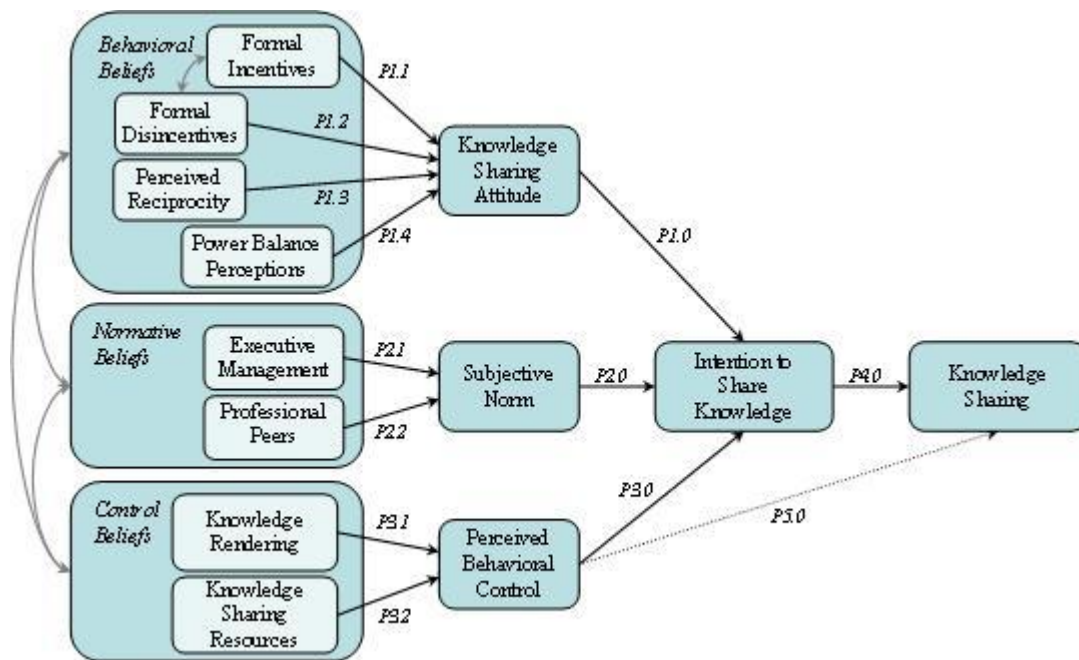 Behavioral
Beliefs
Formal
Incentives
Formal
Disincentives
Perceived
Reciprocity
Power Balance
Perceptions
P1.1
P1.2
P1.3
P1.4
Knowledge
Sharing
Attitude
P1.0
Normative
Beliefs
Executive
Management
Professional
Peers
P2.1
P2.2
Subjective
Norm
P2.0
Intention to
Share
Knowledge
P4.0
Knowledge
Sharing
Control
Beliefs
Knowledge
Rendering
Knowledge
Sharing
Resources
P3.1
P3.2
Perceived
Behavioral
Control
P3.0
P5.0